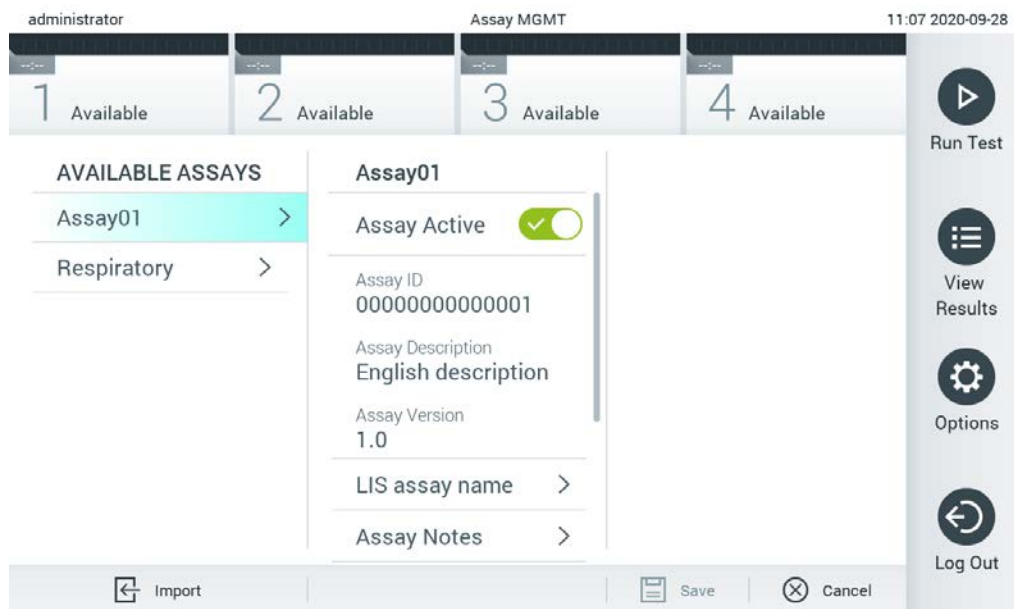 administrator
Assay MGMT
11:07 2020-09-28
--:--
1 Available
--:--
2 Available
--:--
3 Available
--:--
4 Available
AVAILABLE ASSAYS
Assay01
Respiratory
Assay01
Assay Active
Assay ID
00000000000001
Assay Description
English description
Assay Version
1.0
LIS assay name
Assay Notes
Run Test
View
Results
Options
Log Out
Import
Save
Cancel